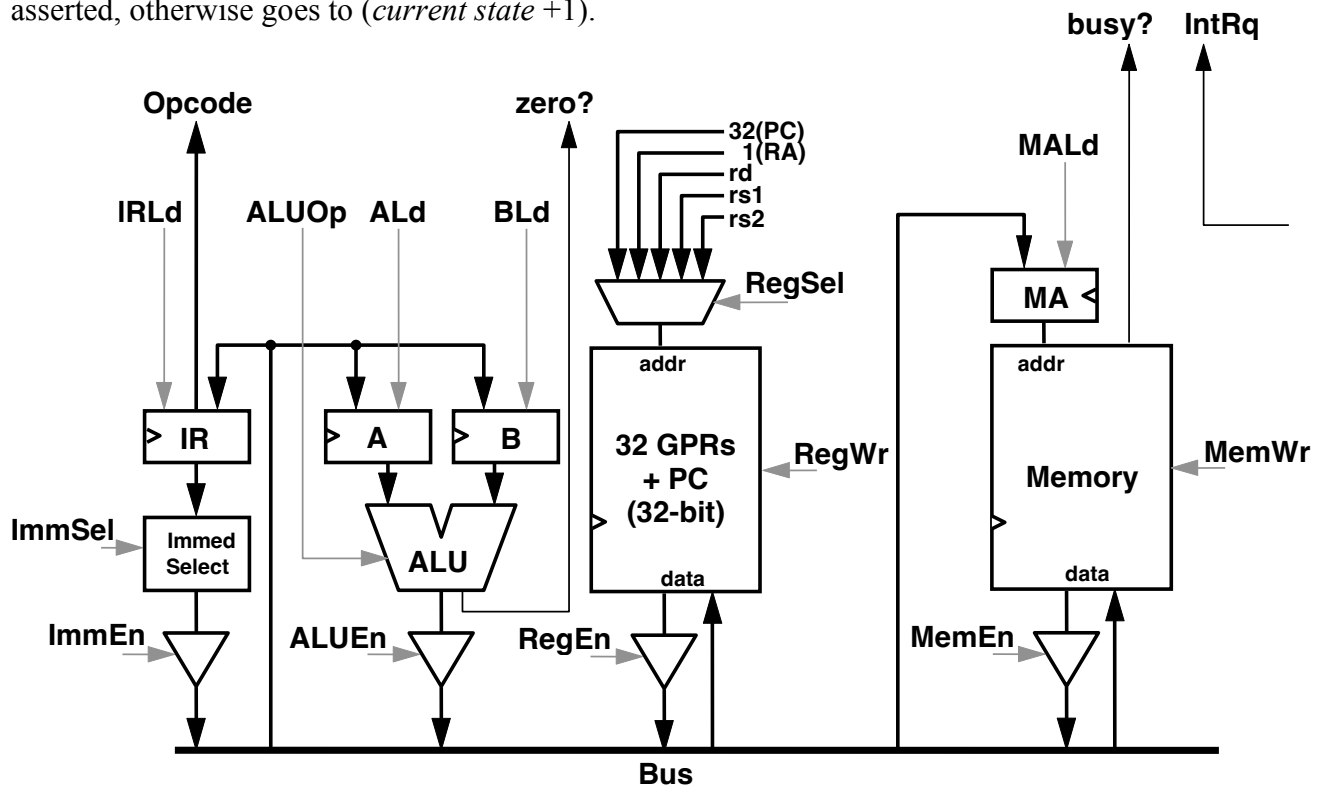 asserted, otherwise goes to (current state +1).
busy? IntRq
Opcode zero?
32(PC)
1(RA)
rd
rs1
rs2
MALd
IRLd ALUOp ALd BLd
RegSel
MA
addr addr
IR A B
32 GPRs
+ PC
(32-bit)
RegWr
MemWr
Memory
ImmSel
Immed
Select
ALU
data data
ImmEn ALUEn RegEn MemEn
Bus